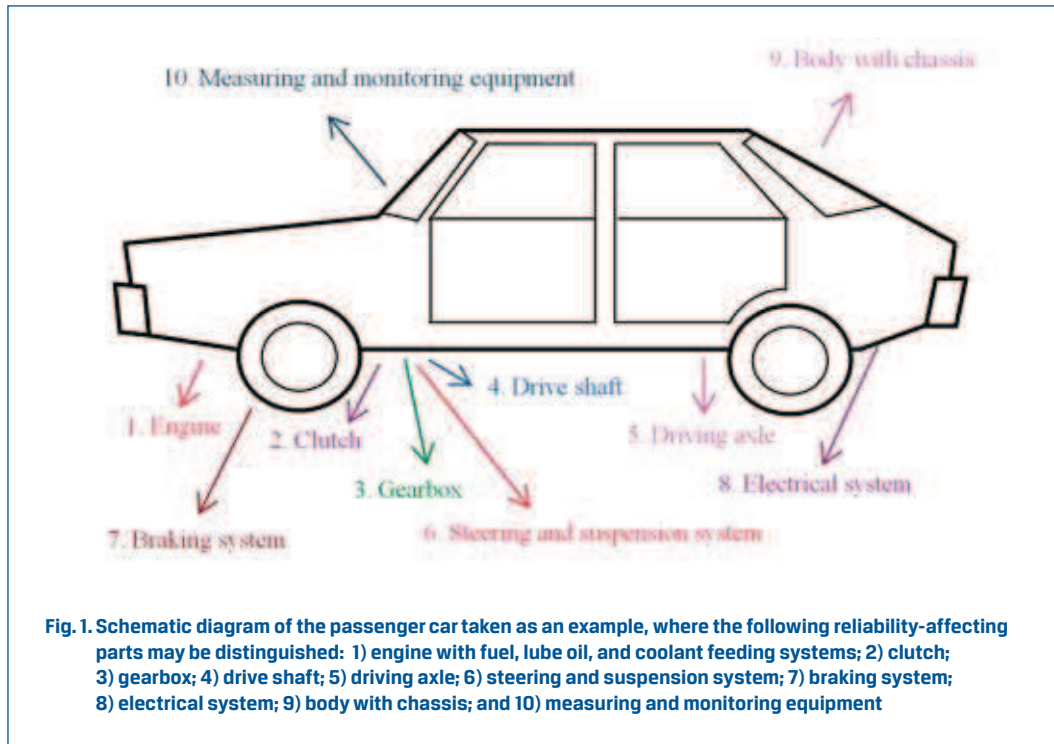 9. Body with chassis
10. Measuring and monitoring equipment
4. Drive shaft
1. Engine
2. Clutch
5. Driving axle
3. Gearbox
8. Electrical system
7. Braking system
6. Steering and suspension system
Fig. 1. Schematic diagram of the passenger car taken as an example, where the following reliability-affecting
parts may be distinguished: 1) engine with fuel, lube oil, and coolant feeding systems; 2) clutch;
3) gearbox; 4) drive shaft; 5) driving axle; 6) steering and suspension system; 7) braking system;
8) electrical system; 9) body with chassis; and 10) measuring and monitoring equipment